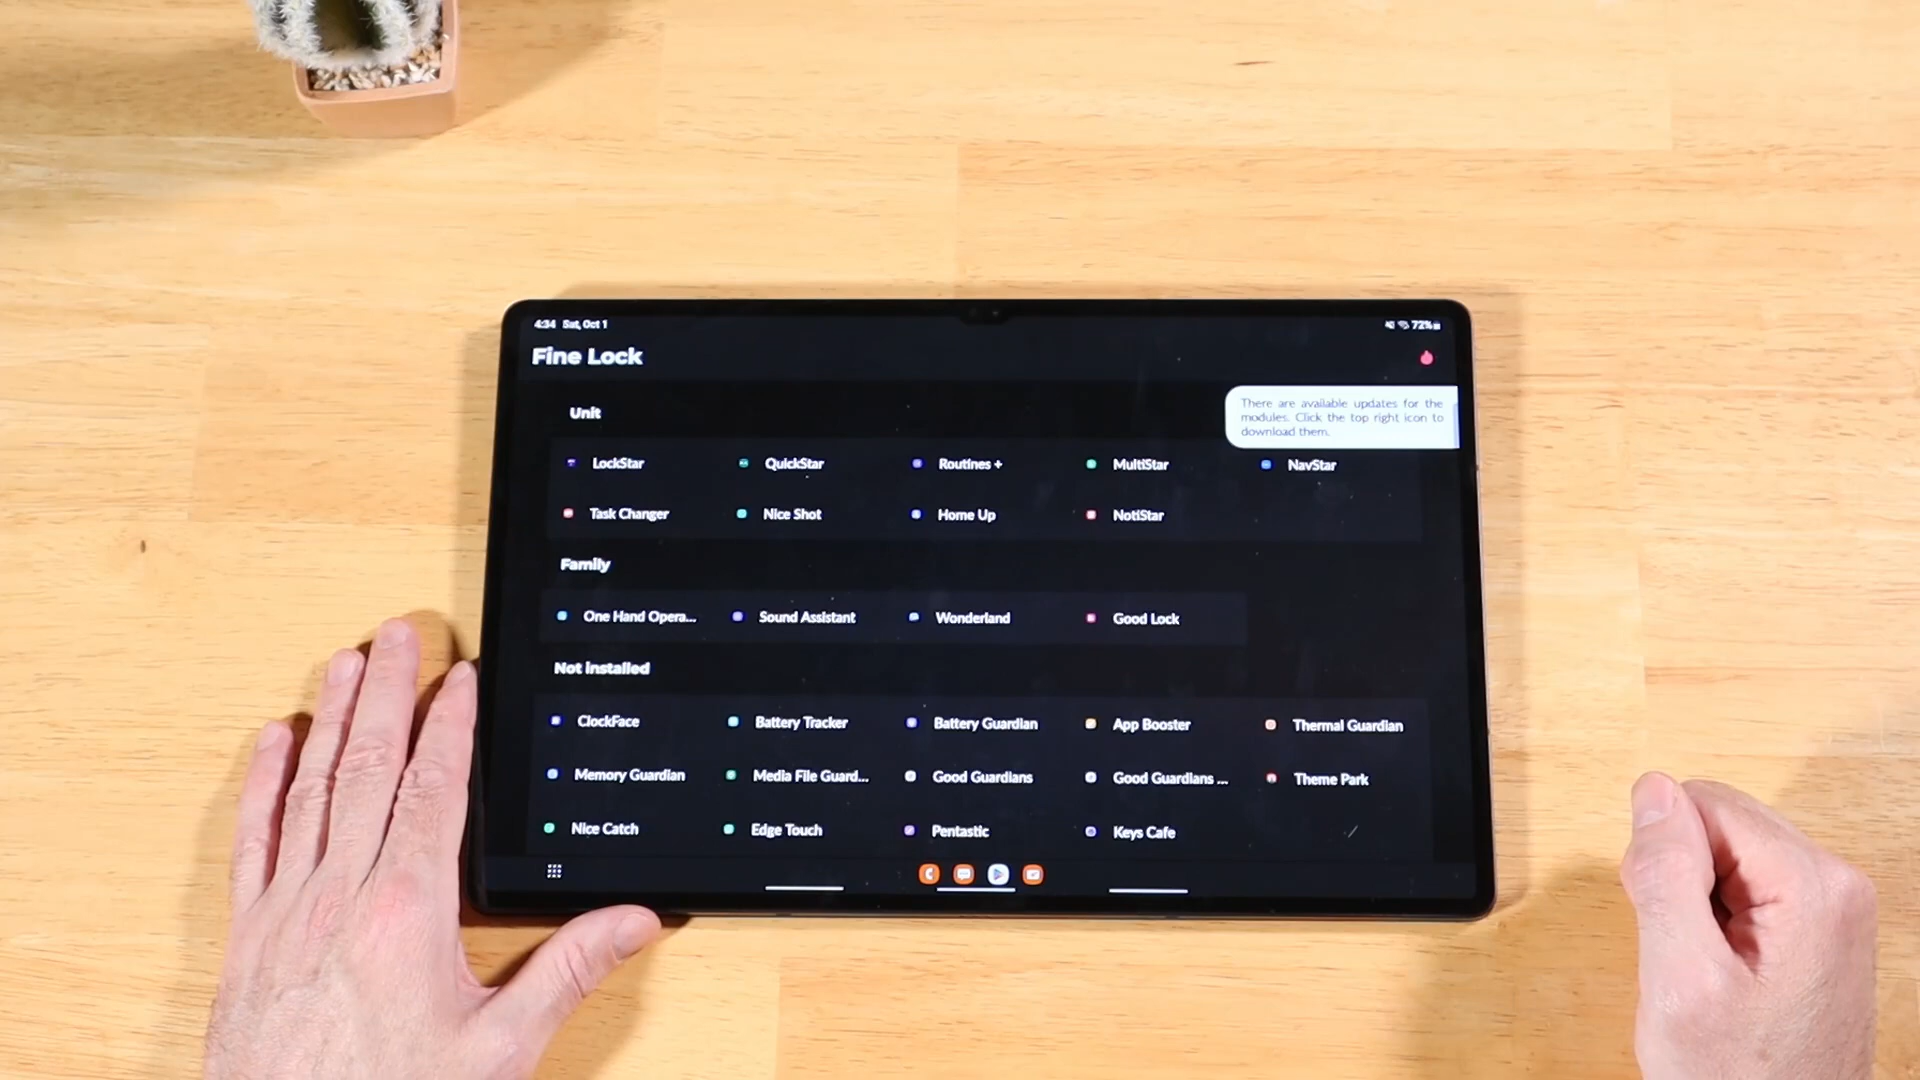 4:34 Sat, Oct 1
72%
Fine Lock
There are available updates for the
modules. Click the top right icon to
download them.
Unit
LockStar QuickStar Routines + MultiStar NavStar
Task Changer Nice Shot Home Up NotiStar
Family
One Hand Opera... Sound Assistant Wonderland Good Lock
Not installed
ClockFace Battery Tracker Battery Guardian App Booster Thermal Guardian
Memory Guardian Media File Guard... Good Guardians Good Guardians ... Theme Park
Nice Catch Edge Touch Pentastic Keys Cafe